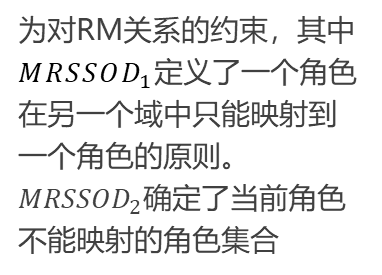 为对RM关系的约束，其中
MRSSOD₁定义了一个角色
在另一个域中只能映射到
一个角色的原则。
MRSSOD₂确定了当前角色
不能映射的角色集合